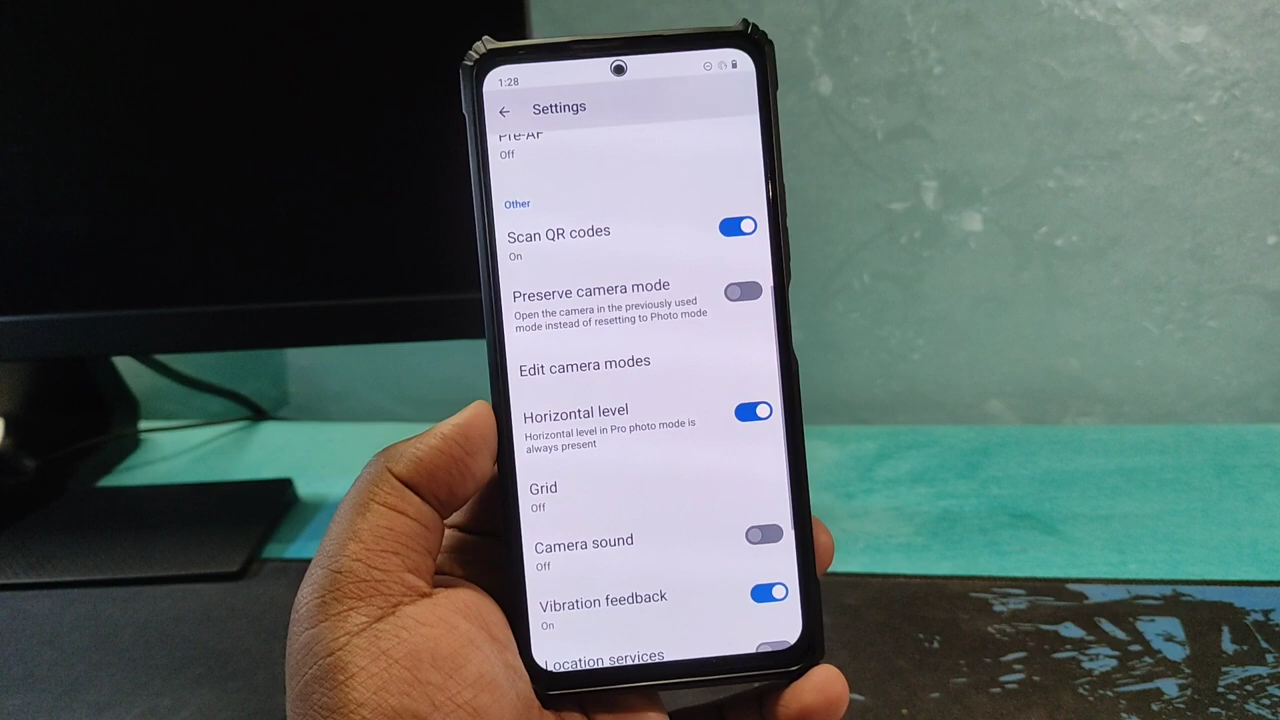 1:28
Settings
Pre-AF
Off
Other
Scan QR codes
On
Preserve camera mode
Open the camera in the previously used
mode instead of resetting to Photo mode
Edit camera modes
Horizontal level
Horizontal level in Pro photo mode is
always present
Grid
Off
Camera sound
Off
Vibration feedback
On
Location services